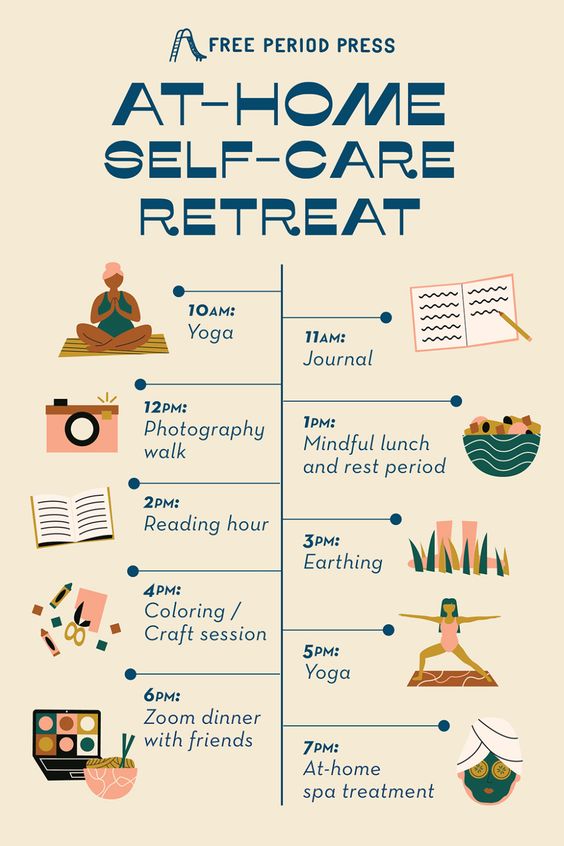 FREE PERIOD PRESS
AT-HOME
SELF-CARE
RETREAT
10AM:
Yoga
11AM:
Journal
12PM:
Photography
walk
1PM:
Mindful lunch
and rest period
2PM:
Reading hour
3PM:
Earthing
4PM:
Coloring /
Craft session
5PM:
Yoga
6PM:
Zoom dinner
with friends
7PM:
At-home
spa treatment